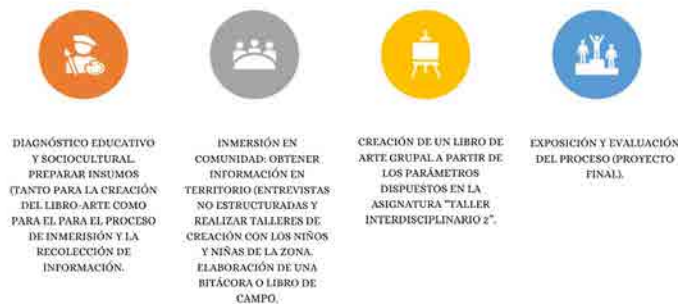 DIAGNÓSTICO EDUCATIVO
Y SOCIOCULTURAL.
PREPARAR INSUMOS
(TANTO PARA LA CREACIÓN
DEL LIBRO-ARTE COMO
PARA EL PARA EL PROCESO
DE INMERISIÓN Y LA
RECOLECCIÓN DE
INFORMACIÓN.
INMERSIÓN EN
COMUNIDAD: OBTENER
INFORMACIÓN EN
TERRITORIO (ENTREVISTAS
NO ESTRUCTURADAS Y
REALIZAR TALLERES DE
CREACIÓN CON LOS NIÑOS
Y NIÑAS DE LA ZONA.
ELABORACIÓN DE UNA
BITÁCORA O LIBRO DE
CAMPO.
CREACIÓN DE UN LIBRO DE
ARTE GRUPAL A PARTIR DE
LOS PARÁMETROS
DISPUESTOS EN LA
ASIGNATURA "TALLER
INTERDISCIPLINARIO 2".
EXPOSICIÓN Y EVALUACIÓN
DEL PROCESO (PROYECTO
FINAL).